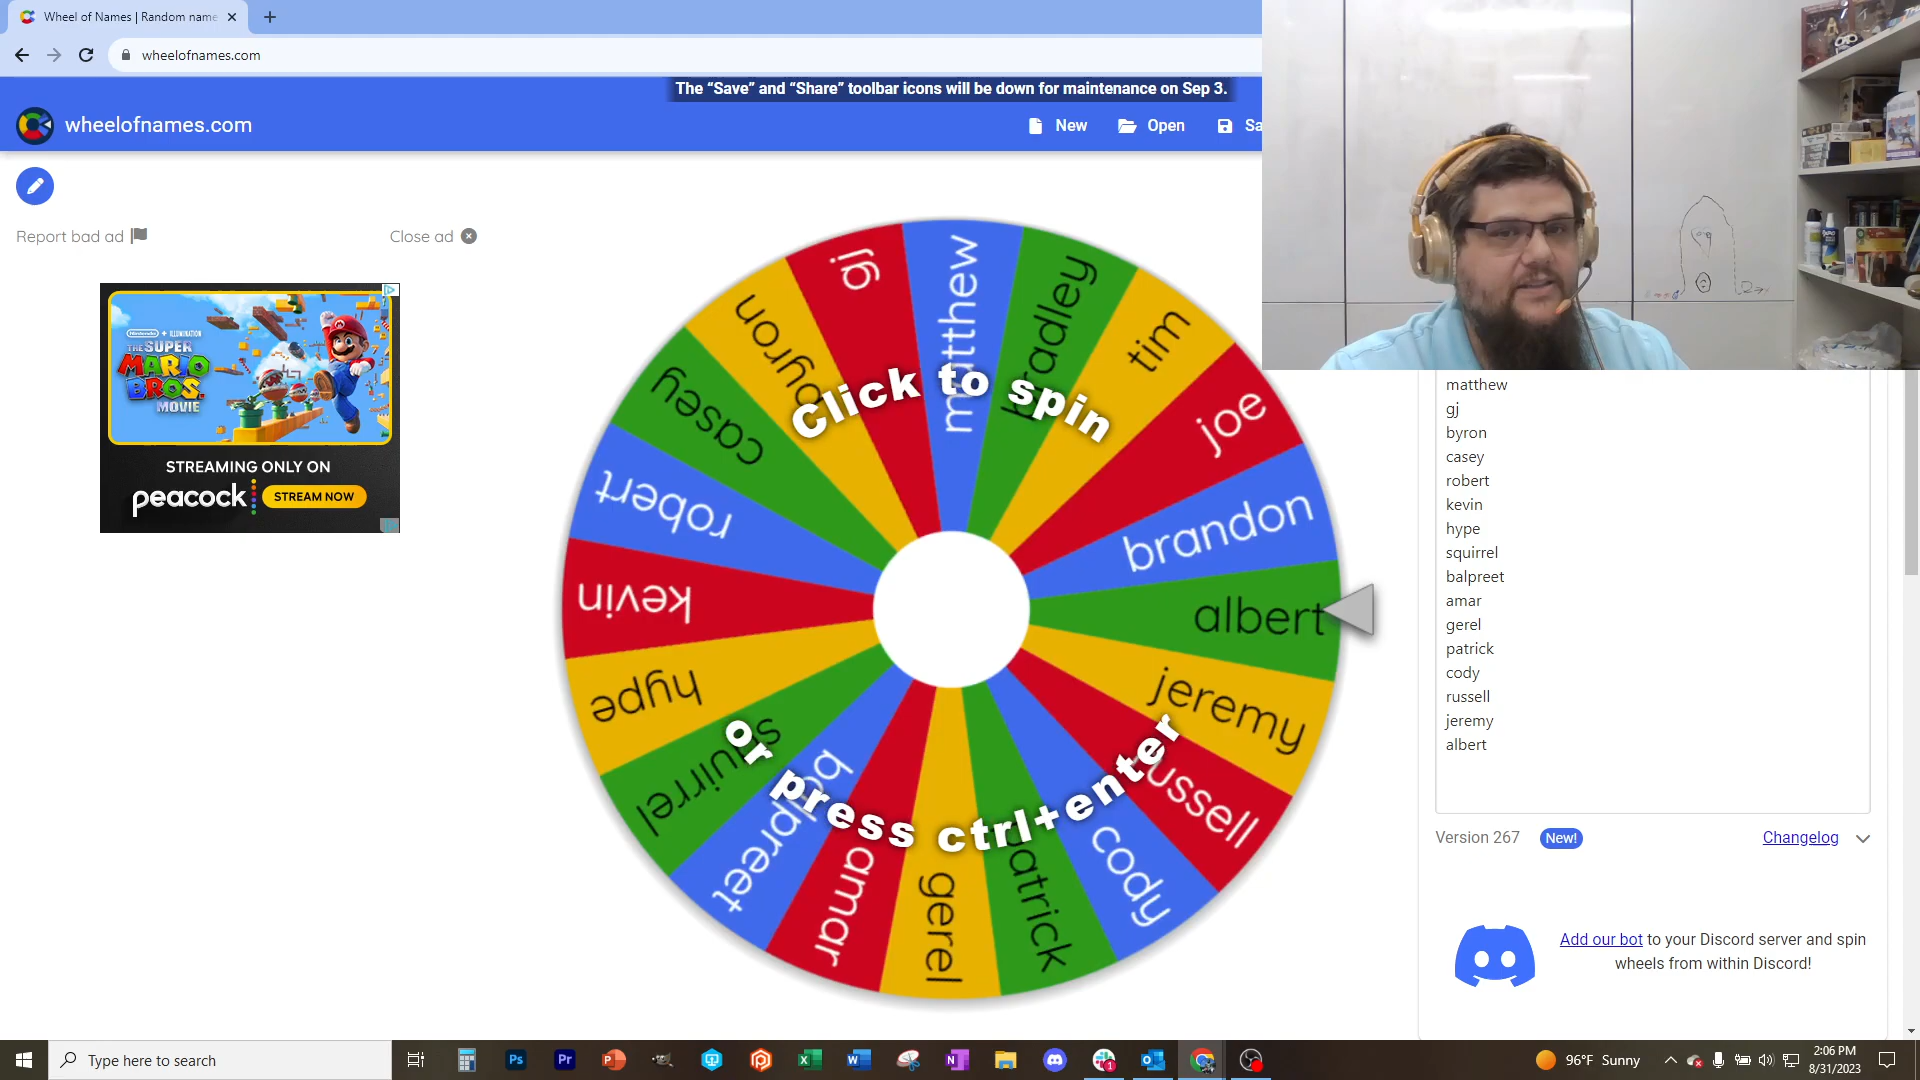 Wheel of Names | Random name
wheelofnames.com
The “Save” and “Share” toolbar icons will be down for maintenance on Sep 3.
wheelofnames.com
New
Open
Sa
Report bad ad
Close ad
Nintendo + ILLUMINATION
THE SUPER
MARIO
BROS.
MOVIE
STREAMING ONLY ON
peacock
STREAM NOW
Click to spin
or press ctrl+enter
matthew
bradley
tim
joe
brandon
albert
jeremy
russell
cody
patrick
gerel
amar
balpreet
squirrel
hype
kevin
robert
casey
byron
gj
matthew
gj
byron
casey
robert
kevin
hype
squirrel
balpreet
amar
gerel
patrick
cody
russell
jeremy
albert
Version 267
New!
Changelog
Add our bot to your Discord server and spin
wheels from within Discord!
Type here to search
Ps
Pr
96°F Sunny
2:06 PM
8/31/2023